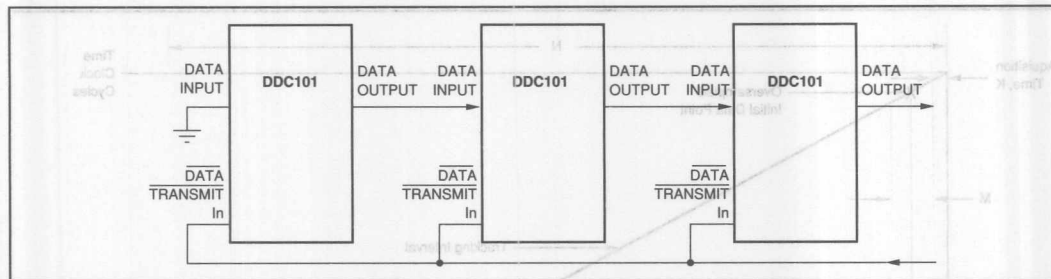 DATA
INPUT
DDC101
DATA
OUTPUT
DATA
TRANSMIT
In
DATA
INPUT
DDC101
DATA
OUTPUT
DATA
TRANSMIT
In
DATA
INPUT
DDC101
DATA
OUTPUT
DATA
TRANSMIT
In